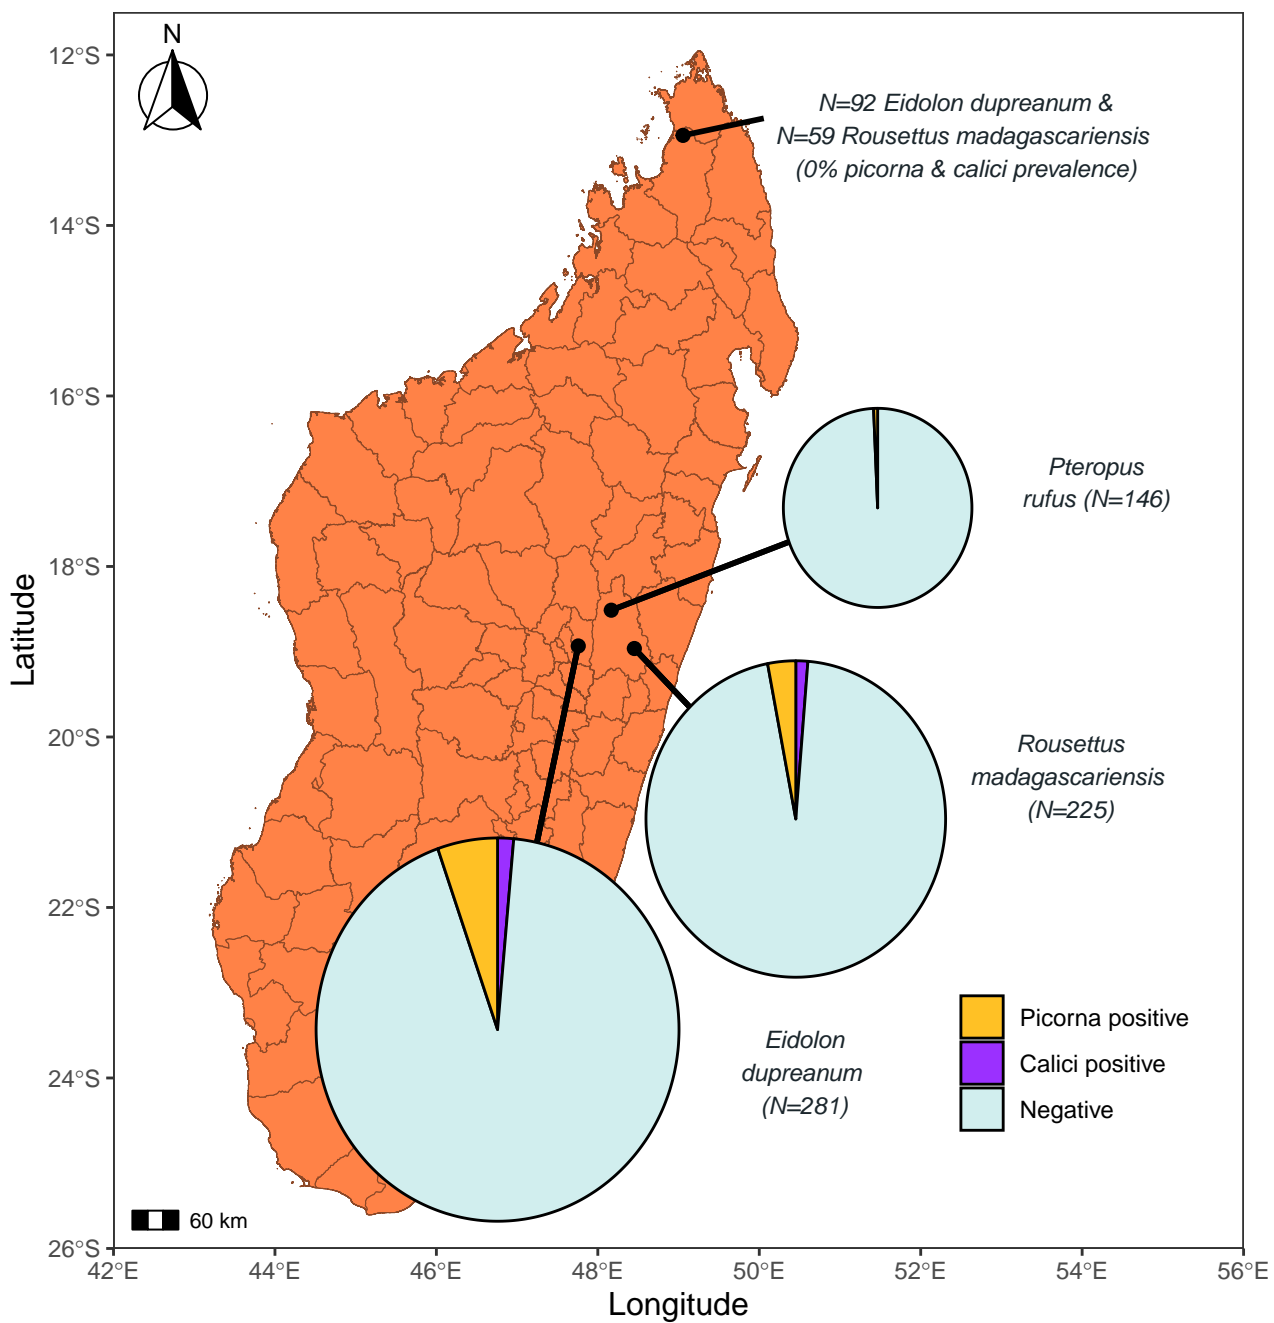 N
N=92 Eidolon dupreanum &
N=59 Rousettus madagascariensis
(0% picorna & calici prevalence)
12°S
14°S
16°S
18°S
20°S
22°S
24°S
26°S
Latitude
Pteropus
rufus (N=146)
Rousettus
madagascariensis
(N=225)
Eidolon
dupreanum
(N=281)
Picorna positive
Calici positive
Negative
60 km
42°E
44°E
46°E
48°E
50°E
52°E
54°E
56°E
Longitude